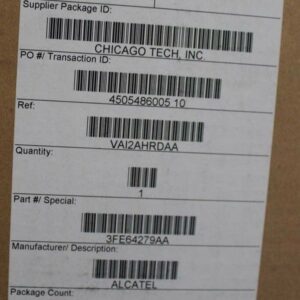 Supplier Package ID:
CHICAGO TECH, INC
PO #/ Transaction ID:
4505486005 10
Ref:
VAI2AHRDAA
Quantity:
1
Part #/ Special:
3FE64279AA
Manufacturer/ Description:
ALCATEL
Package Count: